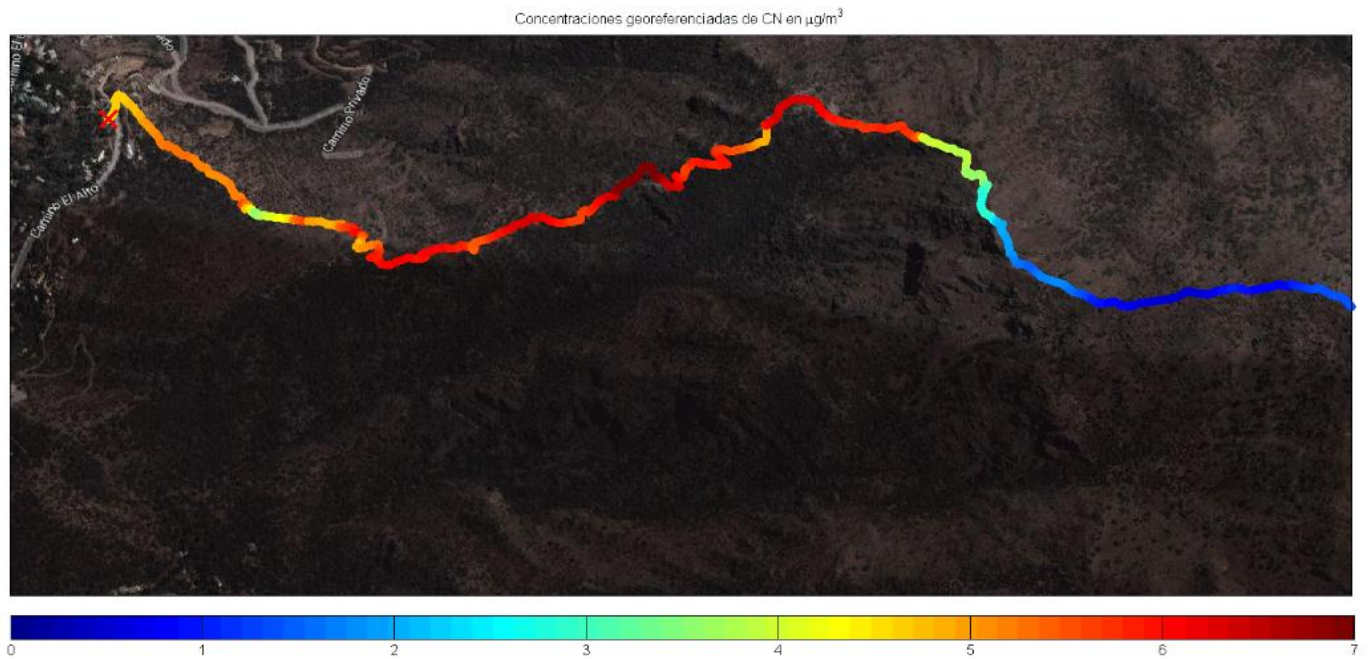 Concentraciones georeferenciadas de CN en μg/m³
Camino Privado
Camino El Alto
0 1 2 3 4 5 6 7